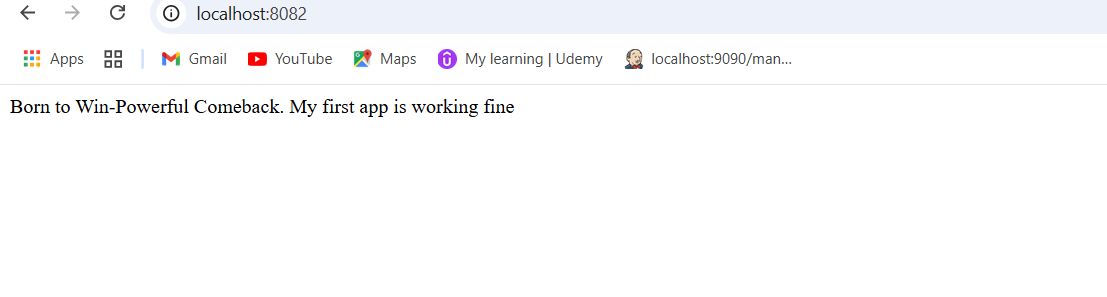 localhost:8082
Apps Gmail YouTube Maps My learning | Udemy localhost:9090/man...
Born to Win-Powerful Comeback. My first app is working fine